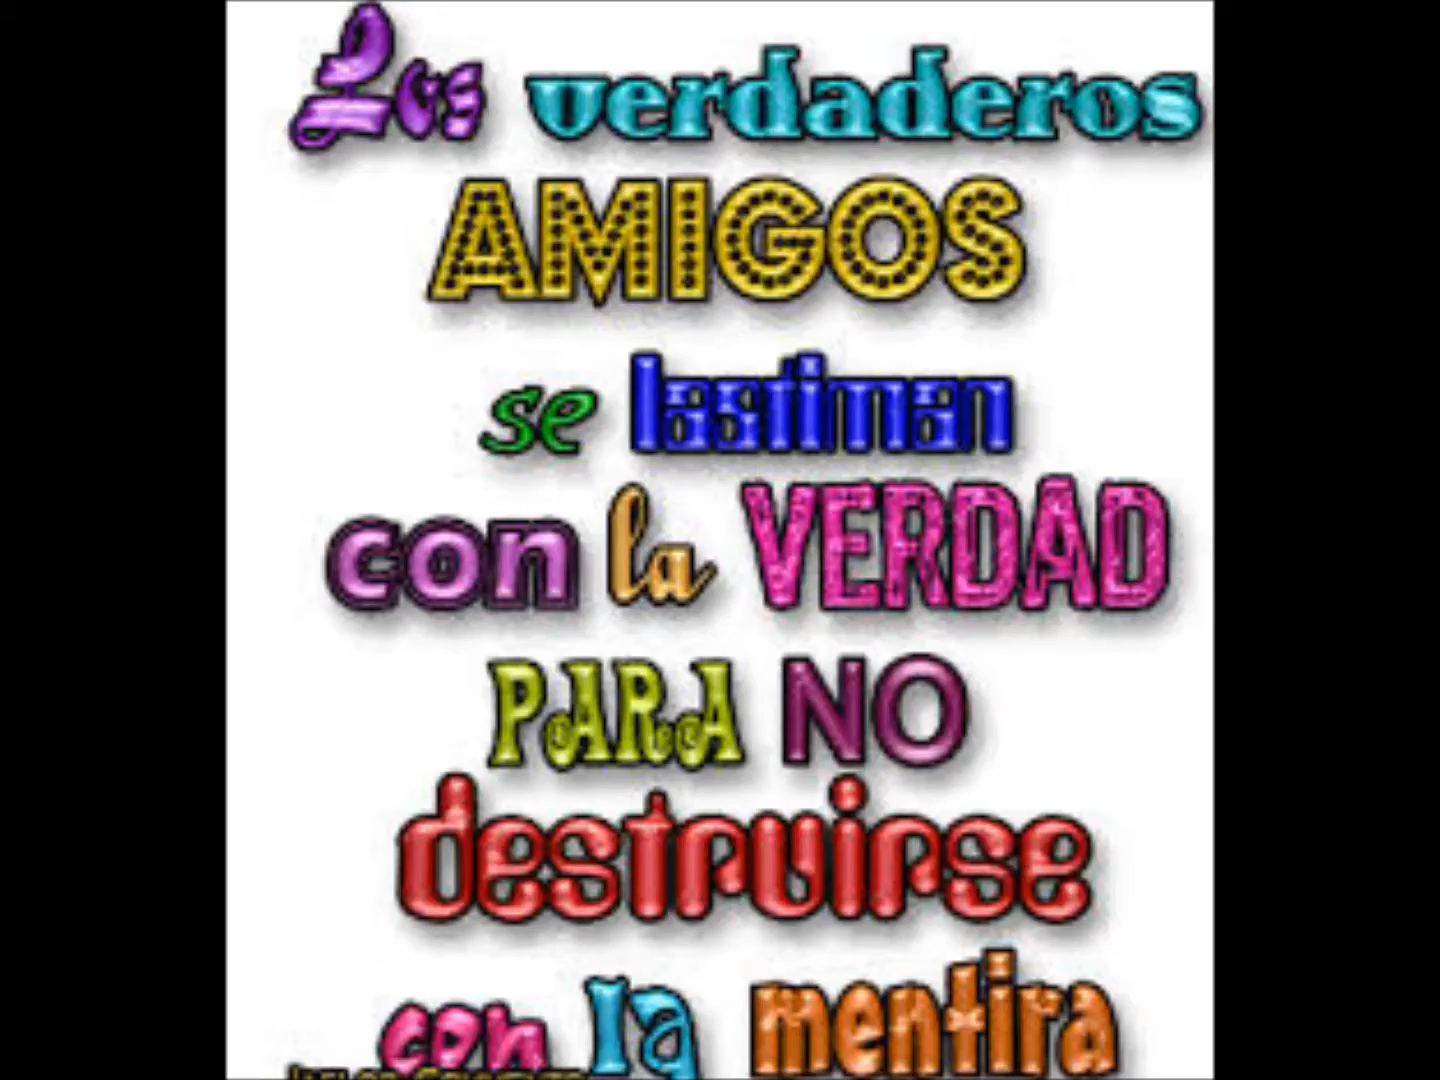 Los verdaderos
AMIGOS
se lastiman
con la VERDAD
PARA NO
destruirse
con la mentira